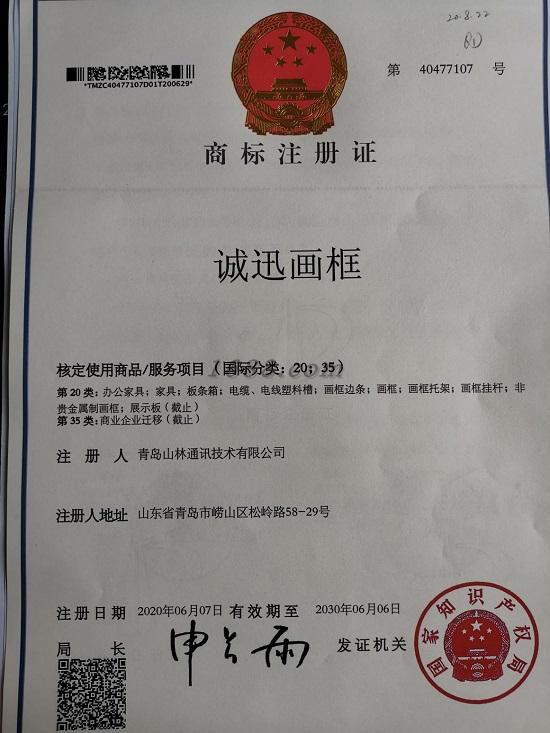 20.8.22
*TMZC40477107D01T200629*
第 40477107 号
商标注册证
诚迅画框
核定使用商品/服务项目（国际分类：20；35）
第 20 类：办公家具；家具；板条箱；电缆、电线塑料槽；画框边条；画框；画框托架；画框挂杆；非
贵金属制画框；展示板（截止）
第 35 类：商业企业迁移（截止）
注 册 人 青岛山林通讯技术有限公司
注册人地址 山东省青岛市崂山区松岭路58-29号
注册日期 2020年06月07日 有效期至 2030年06月06日
局 长 申长雨 发证机关
国家知识产权局